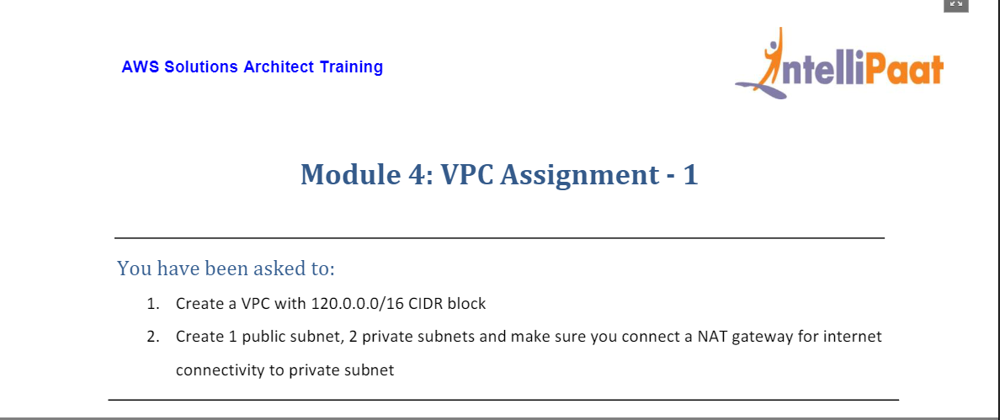 AWS Solutions Architect Training
IntelliPaat
Module 4: VPC Assignment - 1
You have been asked to:
1. Create a VPC with 120.0.0.0/16 CIDR block
2. Create 1 public subnet, 2 private subnets and make sure you connect a NAT gateway for internet
connectivity to private subnet